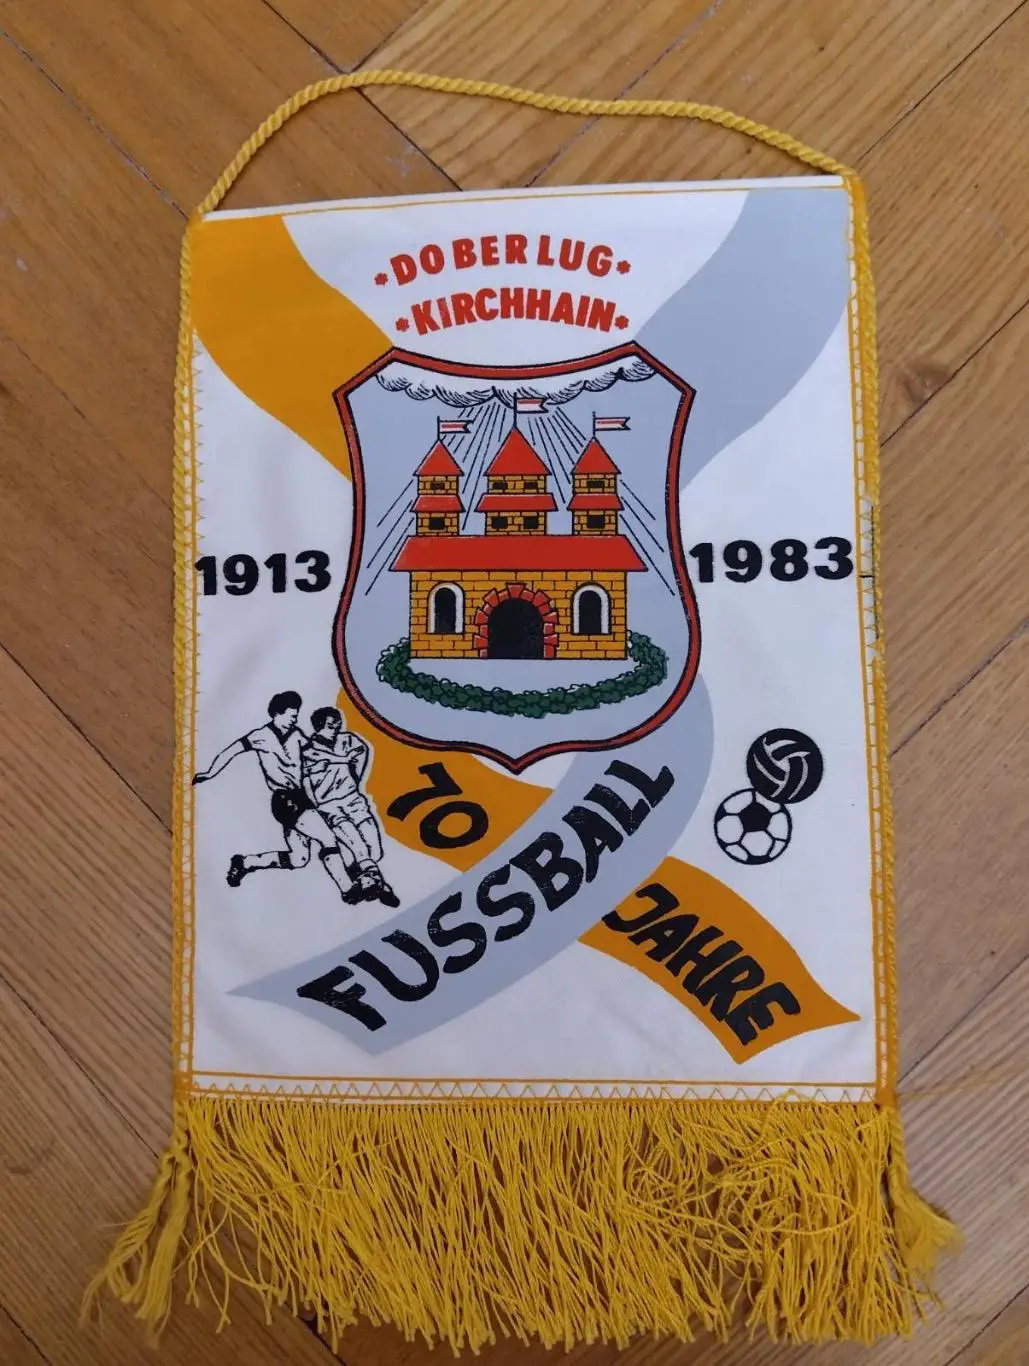 *DOBERLUG*
*KIRCHHAIN*
1913 1983
70 JAHRE
FUSSBALL